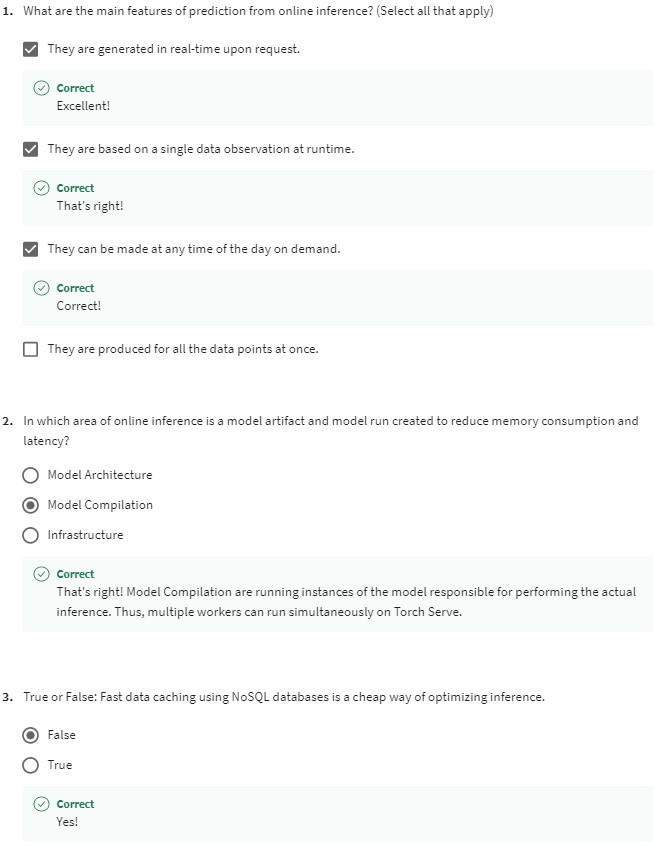 1. What are the main features of prediction from online inference? (Select all that apply)
They are generated in real-time upon request.
Correct
Excellent!
They are based on a single data observation at runtime.
Correct
That's right!
They can be made at any time of the day on demand.
Correct
Correct!
They are produced for all the data points at once.
2. In which area of online inference is a model artifact and model run created to reduce memory consumption and
latency?
Model Architecture
Model Compilation
Infrastructure
Correct
That's right! Model Compilation are running instances of the model responsible for performing the actual
inference. Thus, multiple workers can run simultaneously on Torch Serve.
3. True or False: Fast data caching using NoSQL databases is a cheap way of optimizing inference.
False
True
Correct
Yes!